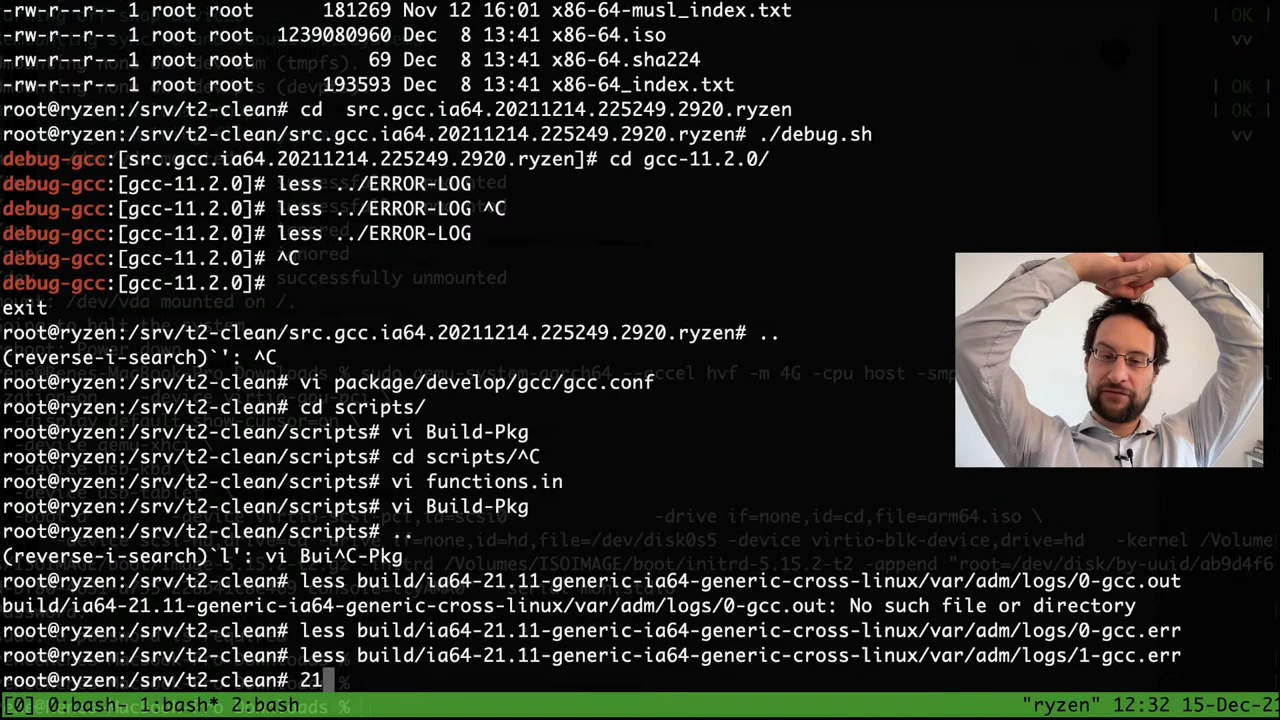 -rw-r--r-- 1 root root      181269 Nov 12 16:01 x86-64-musl_index.txt
-rw-r--r-- 1 root root  1239080960 Dec  8 13:41 x86-64.iso
-rw-r--r-- 1 root root          69 Dec  8 13:41 x86-64.sha224
-rw-r--r-- 1 root root      193593 Dec  8 13:41 x86-64_index.txt
root@ryzen:/srv/t2-clean# cd  src.gcc.ia64.20211214.225249.2920.ryzen
root@ryzen:/srv/t2-clean/src.gcc.ia64.20211214.225249.2920.ryzen# ./debug.sh
debug-gcc:[src.gcc.ia64.20211214.225249.2920.ryzen]# cd gcc-11.2.0/
debug-gcc:[gcc-11.2.0]# less ../ERROR-LOG
debug-gcc:[gcc-11.2.0]# less ../ERROR-LOG ^C
debug-gcc:[gcc-11.2.0]# less ../ERROR-LOG
debug-gcc:[gcc-11.2.0]# ^C
debug-gcc:[gcc-11.2.0]#
exit
root@ryzen:/srv/t2-clean/src.gcc.ia64.20211214.225249.2920.ryzen# ..
(reverse-i-search)`': ^C
root@ryzen:/srv/t2-clean# vi package/develop/gcc/gcc.conf
root@ryzen:/srv/t2-clean# cd scripts/
root@ryzen:/srv/t2-clean/scripts# vi Build-Pkg
root@ryzen:/srv/t2-clean/scripts# cd scripts/^C
root@ryzen:/srv/t2-clean/scripts# vi functions.in
root@ryzen:/srv/t2-clean/scripts# vi Build-Pkg
root@ryzen:/srv/t2-clean/scripts# ..
(reverse-i-search)`l': vi Bui^C-Pkg
root@ryzen:/srv/t2-clean# less build/ia64-21.11-generic-ia64-generic-generic-cross-linux/var/adm/logs/0-gcc.out
build/ia64-21.11-generic-ia64-generic-generic-cross-linux/var/adm/logs/0-gcc.out: No such file or directory
root@ryzen:/srv/t2-clean# less build/ia64-21.11-generic-ia64-generic-generic-cross-linux/var/adm/logs/0-gcc.err
root@ryzen:/srv/t2-clean# less build/ia64-21.11-generic-ia64-generic-generic-cross-linux/var/adm/logs/1-gcc.err
root@ryzen:/srv/t2-clean# 21
[0] 0:bash- 1:bash* 2:bash "ryzen" 12:32 15-Dec-21